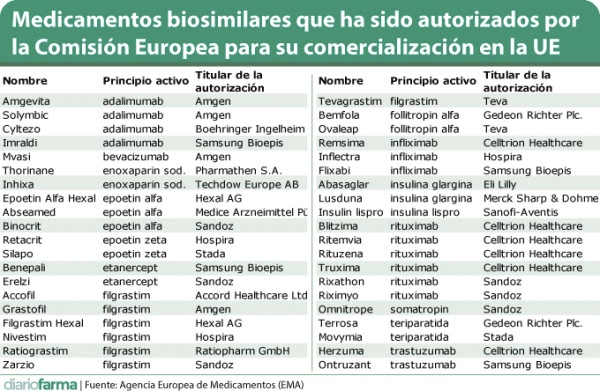 Medicamentos biosimilares que ha sido autorizados por
la Comisión Europea para su comercialización en la UE
Nombre Principio activo Titular de la autorización
Amgevita adalimumab Amgen
Solymbic adalimumab Amgen
Cyltezo adalimumab Boehringer Ingelheim
Imraldi adalimumab Samsung Bioepis
Mvasi bevacizumab Amgen
Thorinane enoxaparin sod. Pharmathen S.A.
Inhixa enoxaparin sod. Techdow Europe AB
Epoetin Alfa Hexal epoetin alfa Hexal AG
Abseamed epoetin alfa Medice Arzneimittel Pü
Binocrit epoetin alfa Sandoz
Retacrit epoetin zeta Hospira
Silapo epoetin zeta Stada
Benepali etanercept Samsung Bioepis
Erelzi etanercept Sandoz
Accofil filgrastim Accord Healthcare Ltd
Grastofil filgrastim Amgen
Filgrastim Hexal filgrastim Hexal AG
Nivestim filgrastim Hospira
Ratiograstim filgrastim Ratiopharm GmbH
Zarzio filgrastim Sandoz
Nombre Principio activo Titular de la autorización
Tevagrastim filgrastim Teva
Bemfola follitropin alfa Gedeon Richter Plc.
Ovaleap follitropin alfa Teva
Remsima infliximab Celltrion Healthcare
Inflectra infliximab Hospira
Flixabi infliximab Samsung Bioepis
Abasaglar insulina glargina Eli Lilly
Lusduna insulina glargina Merck Sharp & Dohme
Insulin lispro insulina lispro Sanofi-Aventis
Blitzima rituximab Celltrion Healthcare
Ritemvia rituximab Celltrion Healthcare
Rituzena rituximab Celltrion Healthcare
Truxima rituximab Celltrion Healthcare
Rixathon rituximab Sandoz
Riximyo rituximab Sandoz
Omnitrope somatropin Sandoz
Terrosa teriparatida Gedeon Richter Plc.
Movymia teriparatida Stada
Herzuma trastuzumab Celltrion Healthcare
Ontruzant trastuzumab Samsung Bioepis
diariofarma | Fuente: Agencia Europea de Medicamentos (EMA)